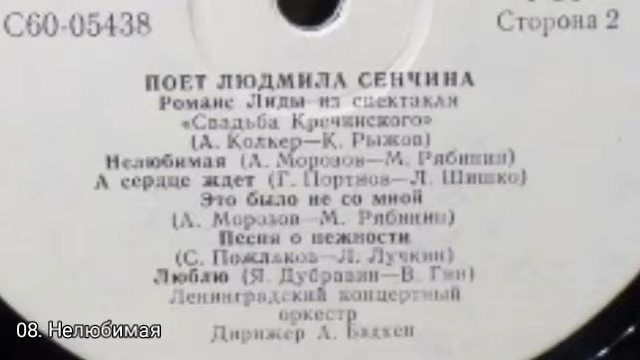 С60-05438
Сторона 2
ПОЕТ ЛЮДМИЛА СЕНЧИНА
Романс Лиды из спектакля
«Свадьба Кречинского»
(А. Колкер—К. Рыжов)
Нелюбимая (А. Морозов—М. Рябинин)
А сердце ждет (Г. Портнов—Л. Шишко)
Это было не со мной
(А. Морозов—М. Рябинин)
Песня о нежности
(С. Пожлаков—Л. Лучкин)
Люблю (Я. Дубравин—В. Гин)
Ленинградский концертный
оркестр
Дирижер А. Бадхен
08. Нелюбимая